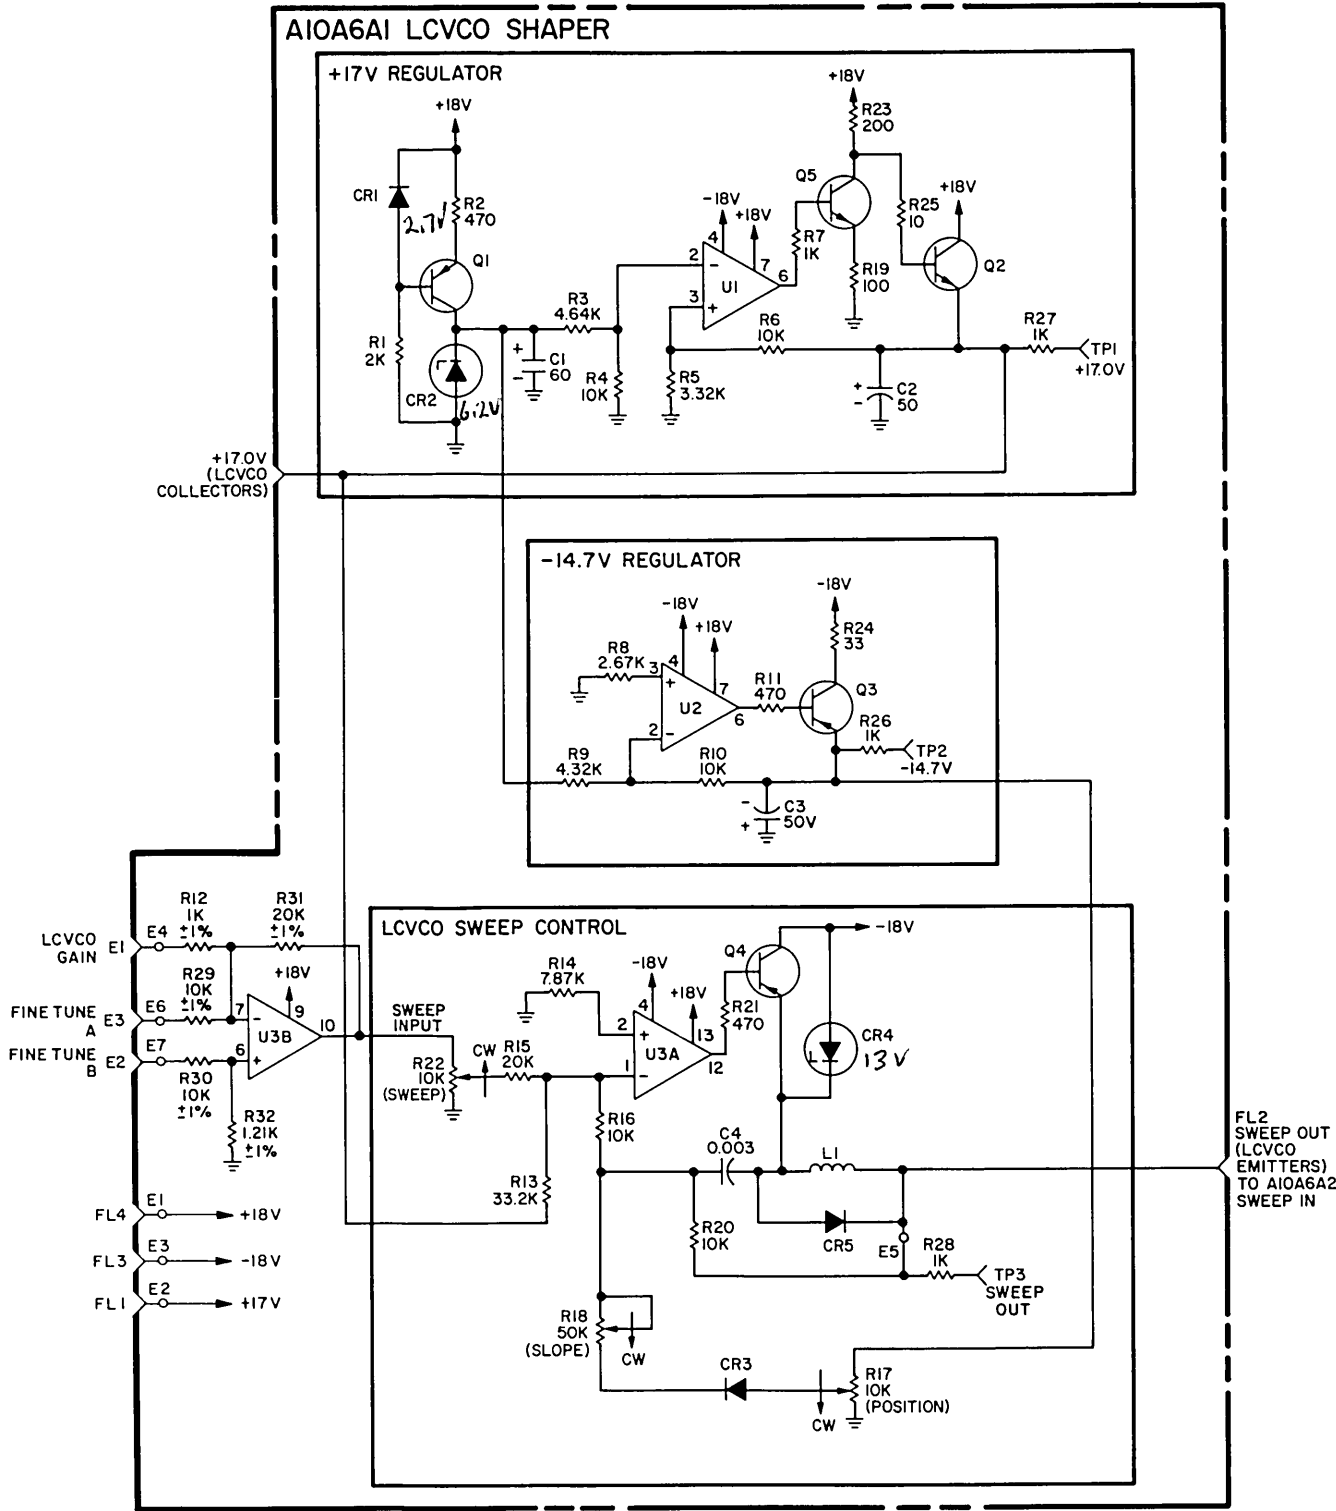 A10A6A1 LCVCO SHAPER
+17V REGULATOR
+18V
CR1
2.7V
R2
470
Q1
R1
2K
CR2
6.2V
+
-
C1
60
R3
4.64K
R4
10K
-18V
+18V
4
7
2
-
3
+
U1
6
R5
3.32K
R6
10K
R7
1K
Q5
+18V
R23
200
R19
100
R25
10
+18V
Q2
+
-
C2
50
R27
1K
TP1
+17.0V
+17.0V
(LCVCO
COLLECTORS)
-14.7V REGULATOR
-18V
+18V
R8
2.67K
3
+
4
7
U2
2
-
6
R11
470
-18V
R24
33
Q3
R26
1K
TP2
-14.7V
R9
4.32K
R10
10K
-
+
C3
50V
LCVCO
GAIN
E1
E4
R12
1K
±1%
R31
20K
±1%
FINE TUNE
A
E3
E6
R29
10K
±1%
+18V
7
-
9
U3B
10
6
+
FINE TUNE
B
E2
E7
R30
10K
±1%
R32
1.21K
±1%
FL4
E1
+18V
FL3
E3
-18V
FL1
E2
+17V
LCVCO SWEEP CONTROL
SWEEP
INPUT
R22
10K
(SWEEP)
CW
R15
20K
R14
7.87K
-18V
+18V
4
13
2
+
1
-
U3A
12
R21
470
Q4
-18V
CR4
13V
R16
10K
R13
33.2K
C4
0.003
L1
CR5
R20
10K
E5
R28
1K
TP3
SWEEP
OUT
R18
50K
(SLOPE)
CW
CR3
CW
R17
10K
(POSITION)
FL2
SWEEP OUT
(LCVCO
EMITTERS)
TO A10A6A2
SWEEP IN